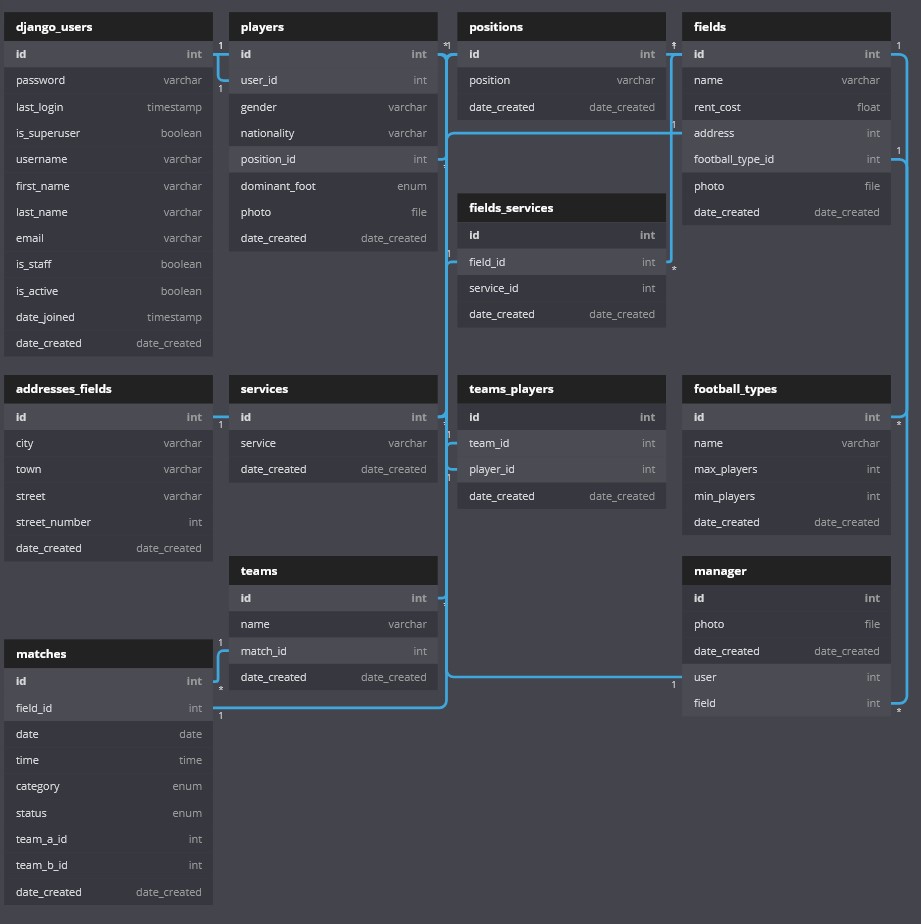 django_users
id int
password varchar
last_login timestamp
is_superuser boolean
username varchar
first_name varchar
last_name varchar
email varchar
is_staff boolean
is_active boolean
date_joined timestamp
date_created date_created
players
id int
user_id int
gender varchar
nationality varchar
position_id int
dominant_foot enum
photo file
date_created date_created
positions
id int
position varchar
date_created date_created
fields
id int
name varchar
rent_cost float
address int
football_type_id int
photo file
date_created date_created
fields_services
id int
field_id int
service_id int
date_created date_created
addresses_fields
id int
city varchar
town varchar
street varchar
street_number int
date_created date_created
services
id int
service varchar
date_created date_created
teams_players
id int
team_id int
player_id int
date_created date_created
football_types
id int
name varchar
max_players int
min_players int
date_created date_created
teams
id int
name varchar
match_id int
date_created date_created
manager
id int
photo file
date_created date_created
user int
field int
matches
id int
field_id int
date date
time time
category enum
status enum
team_a_id int
team_b_id int
date_created date_created
1
1
*
1
1
1
1
*
1
1
*
1
1
1
*
1
*